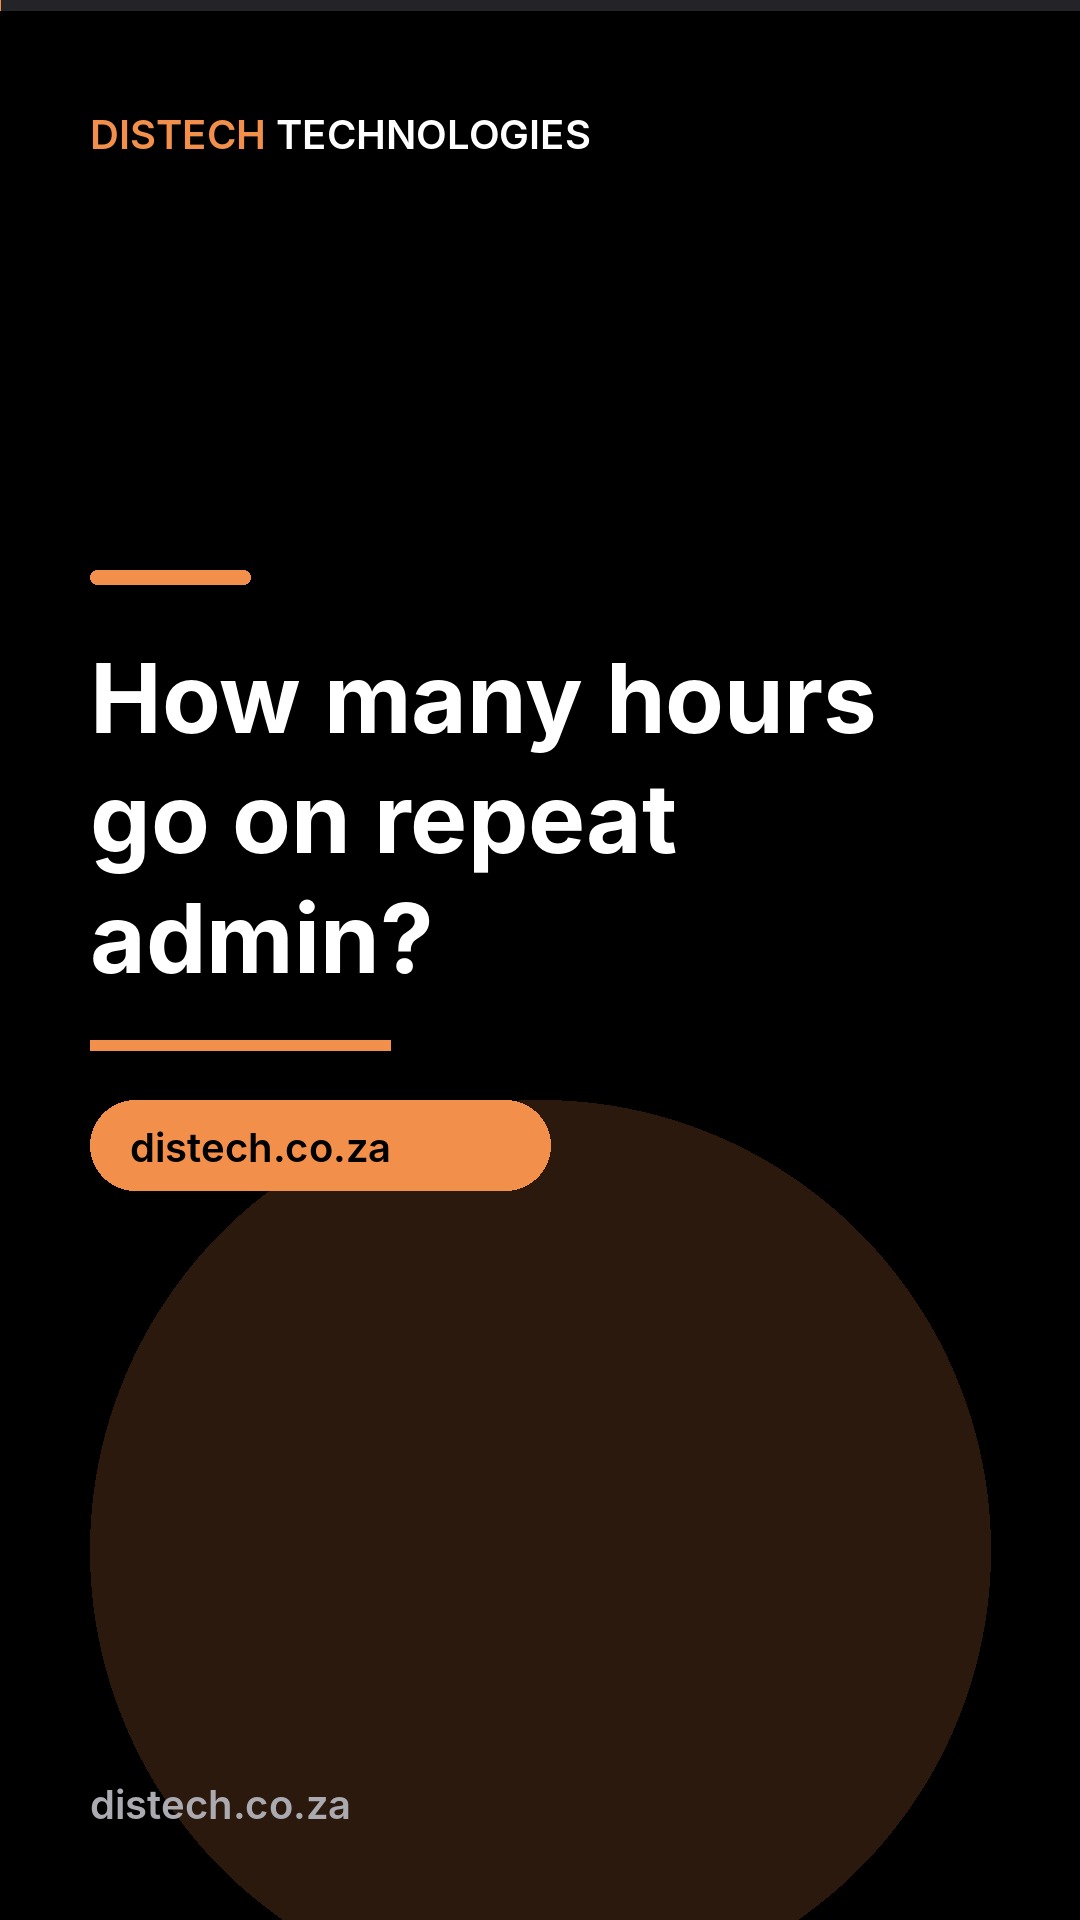 DISTECH TECHNOLOGIES
How many hours
go on repeat
admin?
distech.co.za
distech.co.za